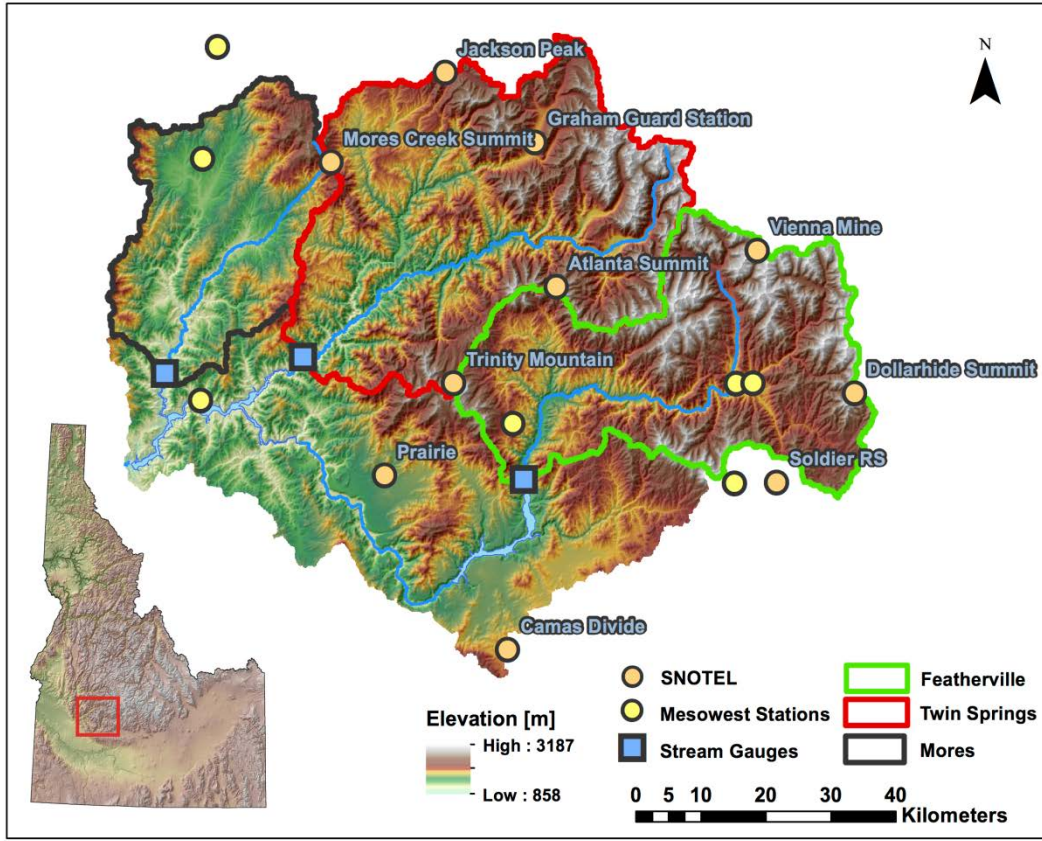 N
Jackson Peak
Graham Guard Station
Mores Creek Summit
Vienna Mine
Atlanta Summit
Trinity Mountain
Dollarhide Summit
Prairie
Soldier RS
Camas Divide
SNOTEL
Mesowest Stations
Stream Gauges
Featherville
Twin Springs
Mores
Elevation [m]
High : 3187
Low : 858
0 5 10 20 30 40
Kilometers